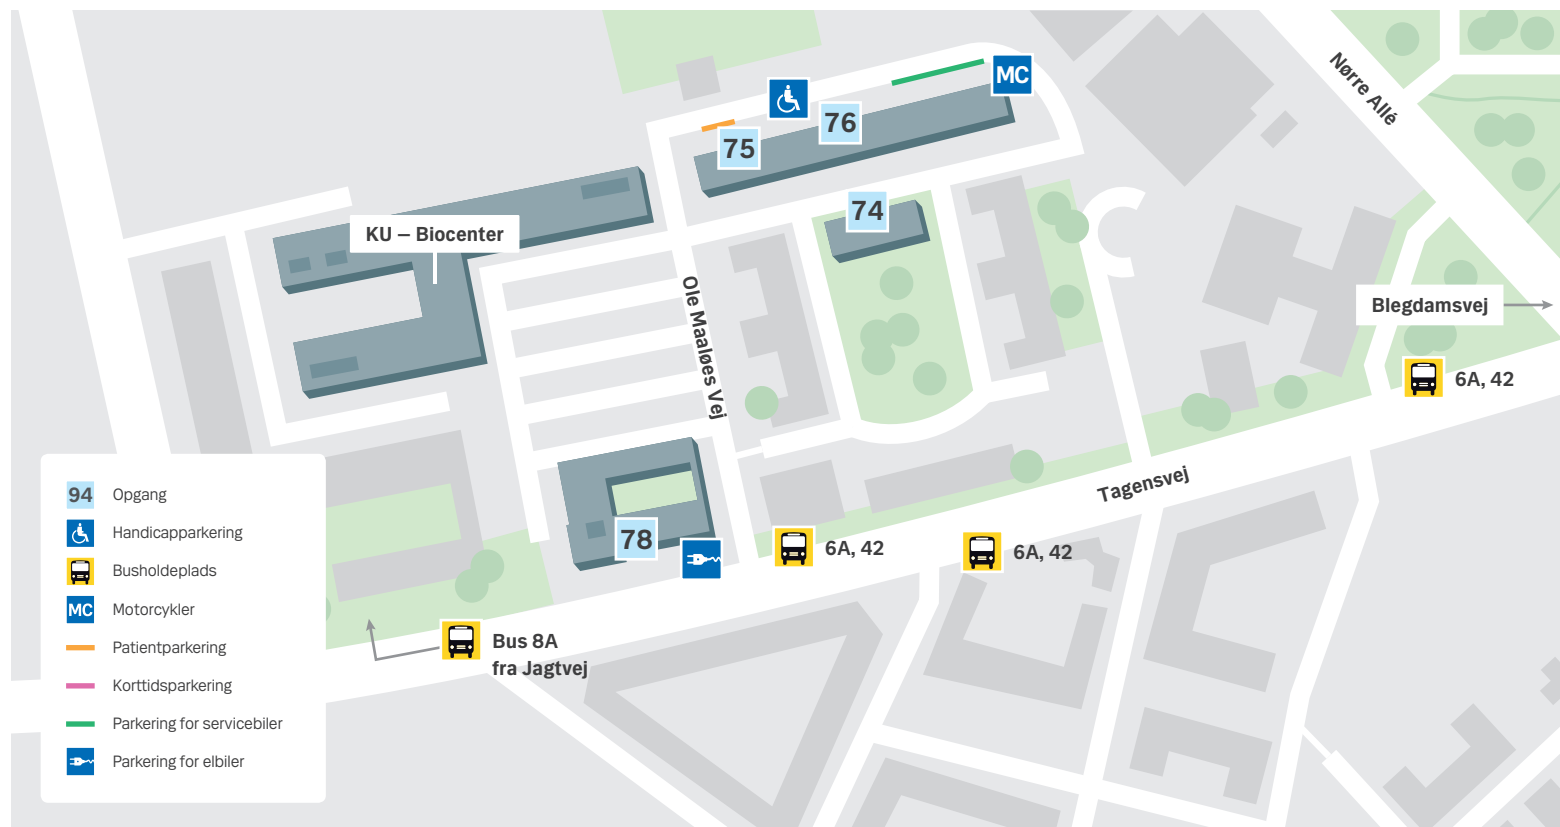 Nørre Allé
MC
76
75
74
KU – Biocenter
Blegdamsvej
Ole Maaløes Vej
6A, 42
Tagensvej
78
6A, 42
6A, 42
Bus 8A
fra Jagtvej
94 Opgang
Handicapparkering
Busholdeplads
MC Motorcykler
Patientparkering
Korttidsparkering
Parkering for servicebiler
Parkering for elbiler